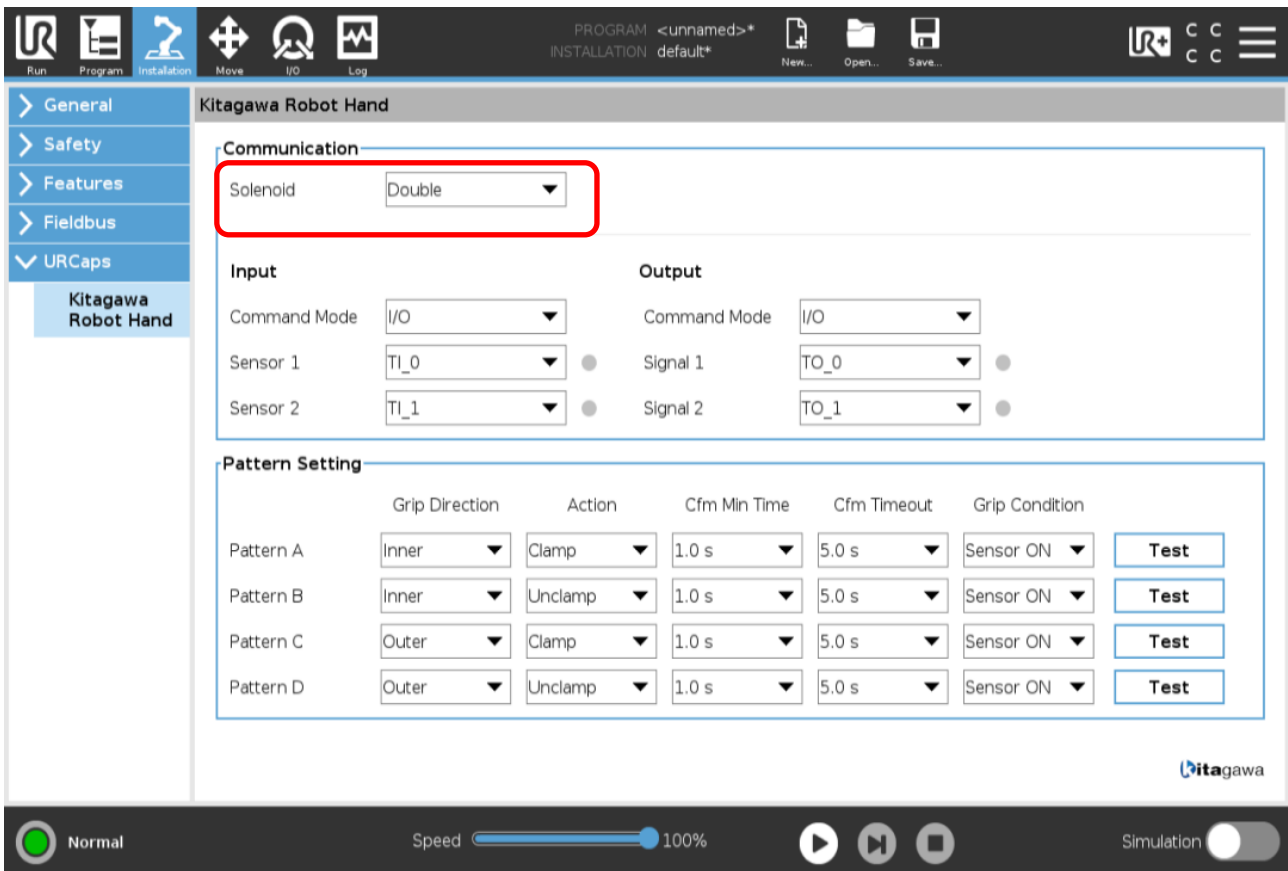 PROGRAM <unnamed>*
INSTALLATION default*
Run Program Installation Move I/O Log New... Open... Save...
UR+
C C
C C
General
Safety
Features
Fieldbus
URCaps
Kitagawa
Robot Hand
Kitagawa Robot Hand
Communication
Solenoid Double
Input Output
Command Mode I/O Command Mode I/O
Sensor 1 TI_0 Signal 1 TO_0
Sensor 2 TI_1 Signal 2 TO_1
Pattern Setting
Grip Direction Action Cfm Min Time Cfm Timeout Grip Condition
Pattern A Inner Clamp 1.0 s 5.0 s Sensor ON Test
Pattern B Inner Unclamp 1.0 s 5.0 s Sensor ON Test
Pattern C Outer Clamp 1.0 s 5.0 s Sensor ON Test
Pattern D Outer Unclamp 1.0 s 5.0 s Sensor ON Test
Kitagawa
Normal Speed 100% Simulation